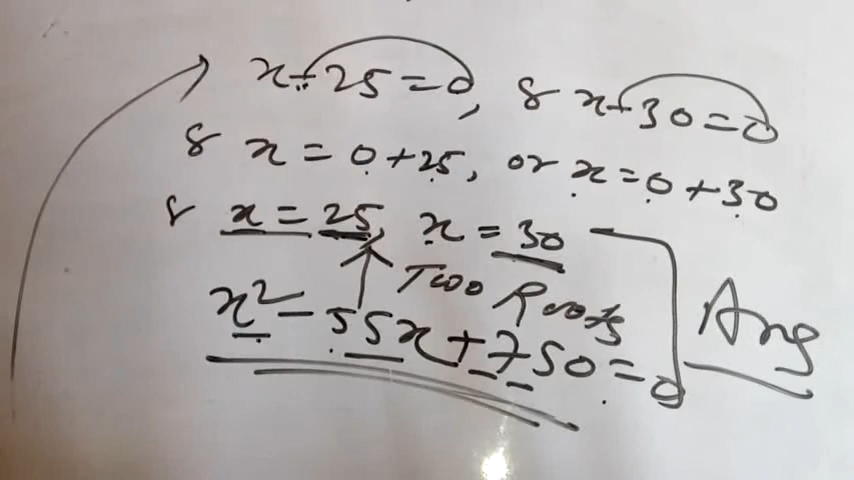 x - 25 = 0, & x - 30 = 0
& x = 0 + 25, or x = 0 + 30
& x = 25, x = 30
Two Roots
x² - 55x + 750 = 0
Ans